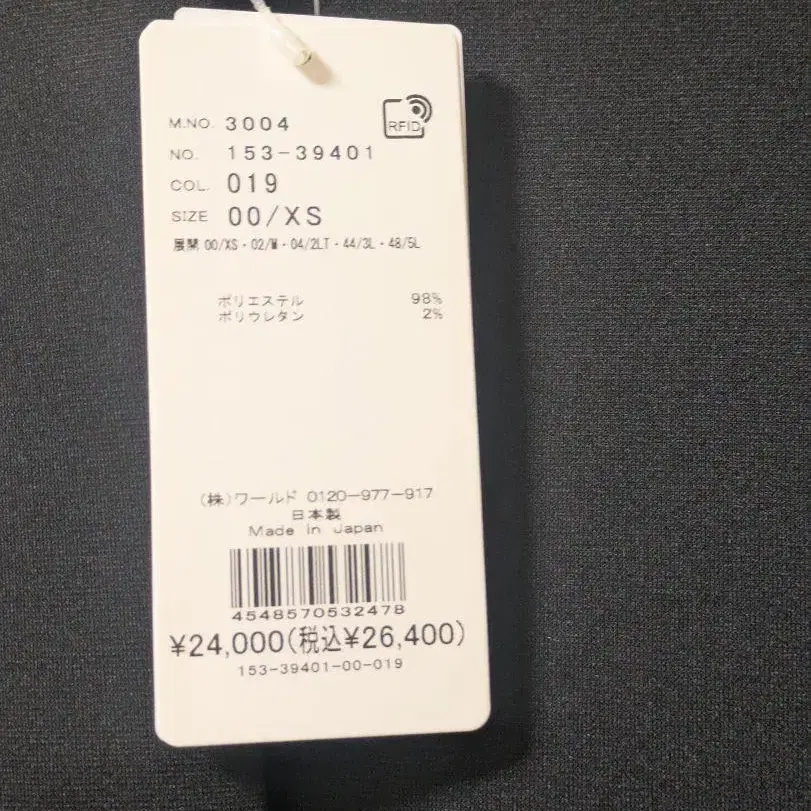 M.NO. 3004
RFID
NO. 153-39401
COL. 019
SIZE 00/XS
展開 00/XS・02/M・04/2LT・44/3L・48/5L
ポリエステル 98%
ポリウレタン 2%
(株)ワールド 0120-977-917
日本製
Made in Japan
4548570532478
¥24,000(税込¥26,400)
153-39401-00-019